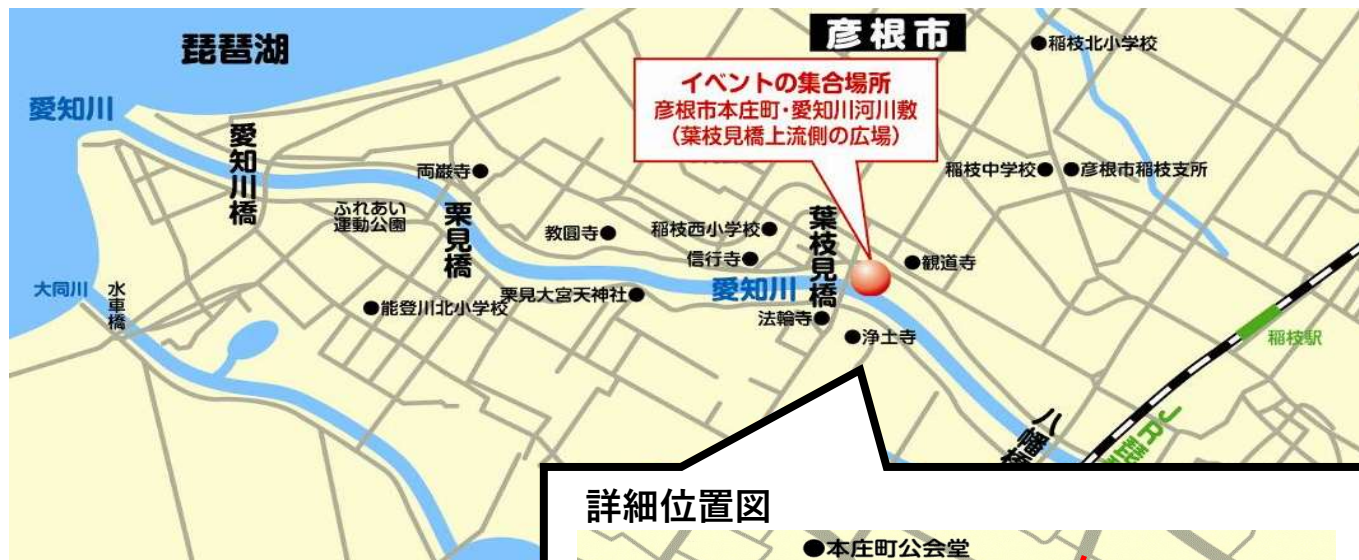 琵琶湖
彦根市
稲枝北小学校
イベントの集合場所
彦根市本庄町・愛知川河川敷
（葉枝見橋上流側の広場）
愛知川
愛知川橋
両巌寺
稲枝中学校
彦根市稲枝支所
ふれあい
運動公園
栗見橋
教圓寺
稲枝西小学校
葉枝見橋
信行寺
観道寺
大同川
水車橋
能登川北小学校
栗見大宮天神社
愛知川
法輪寺
浄土寺
稲枝駅
八幡橋
JR琵
詳細位置図
本庄町公会堂